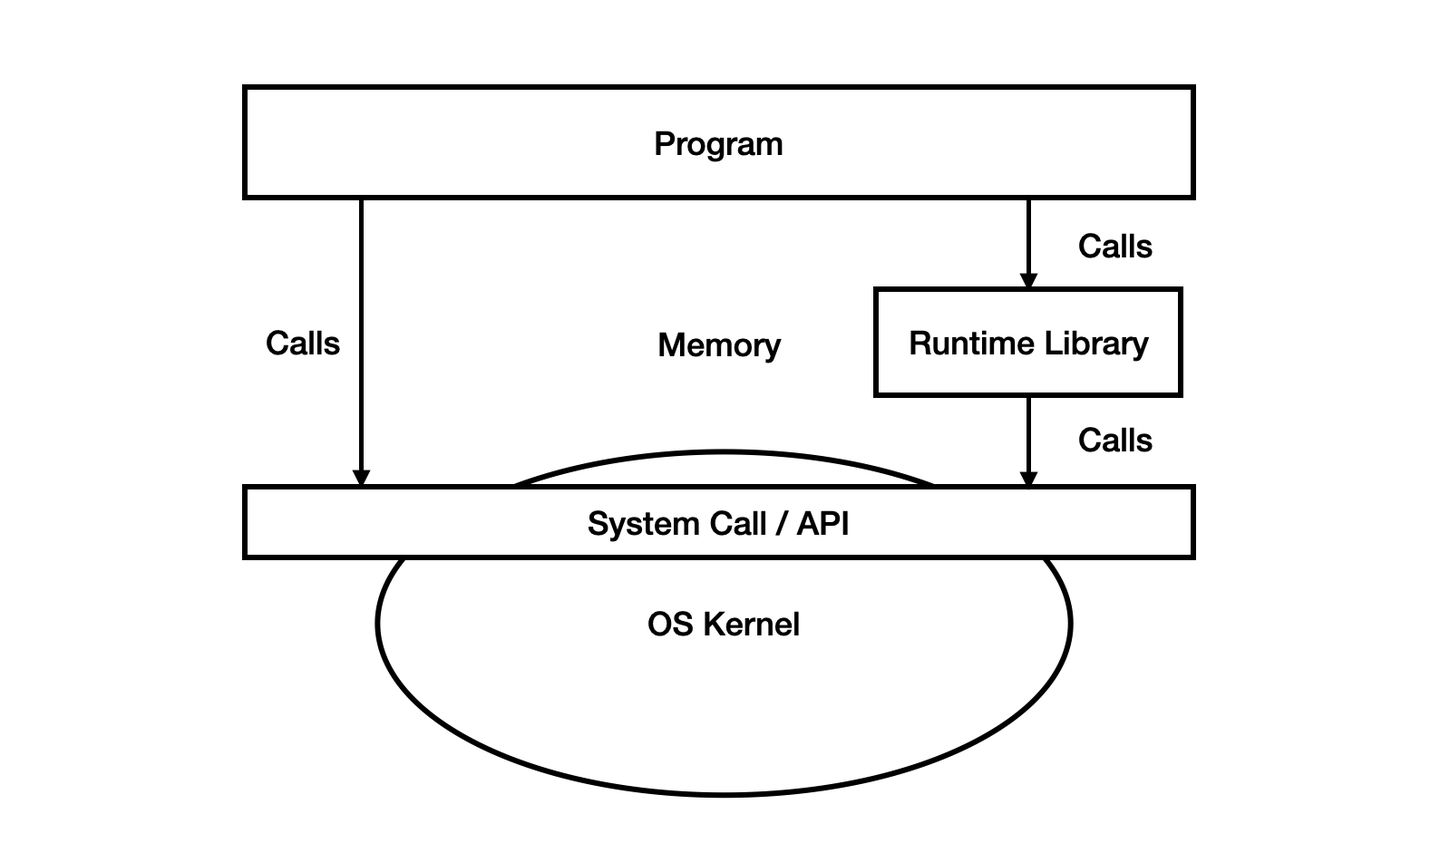 Program
Calls
Calls
Memory
Runtime Library
Calls
System Call / API
OS Kernel